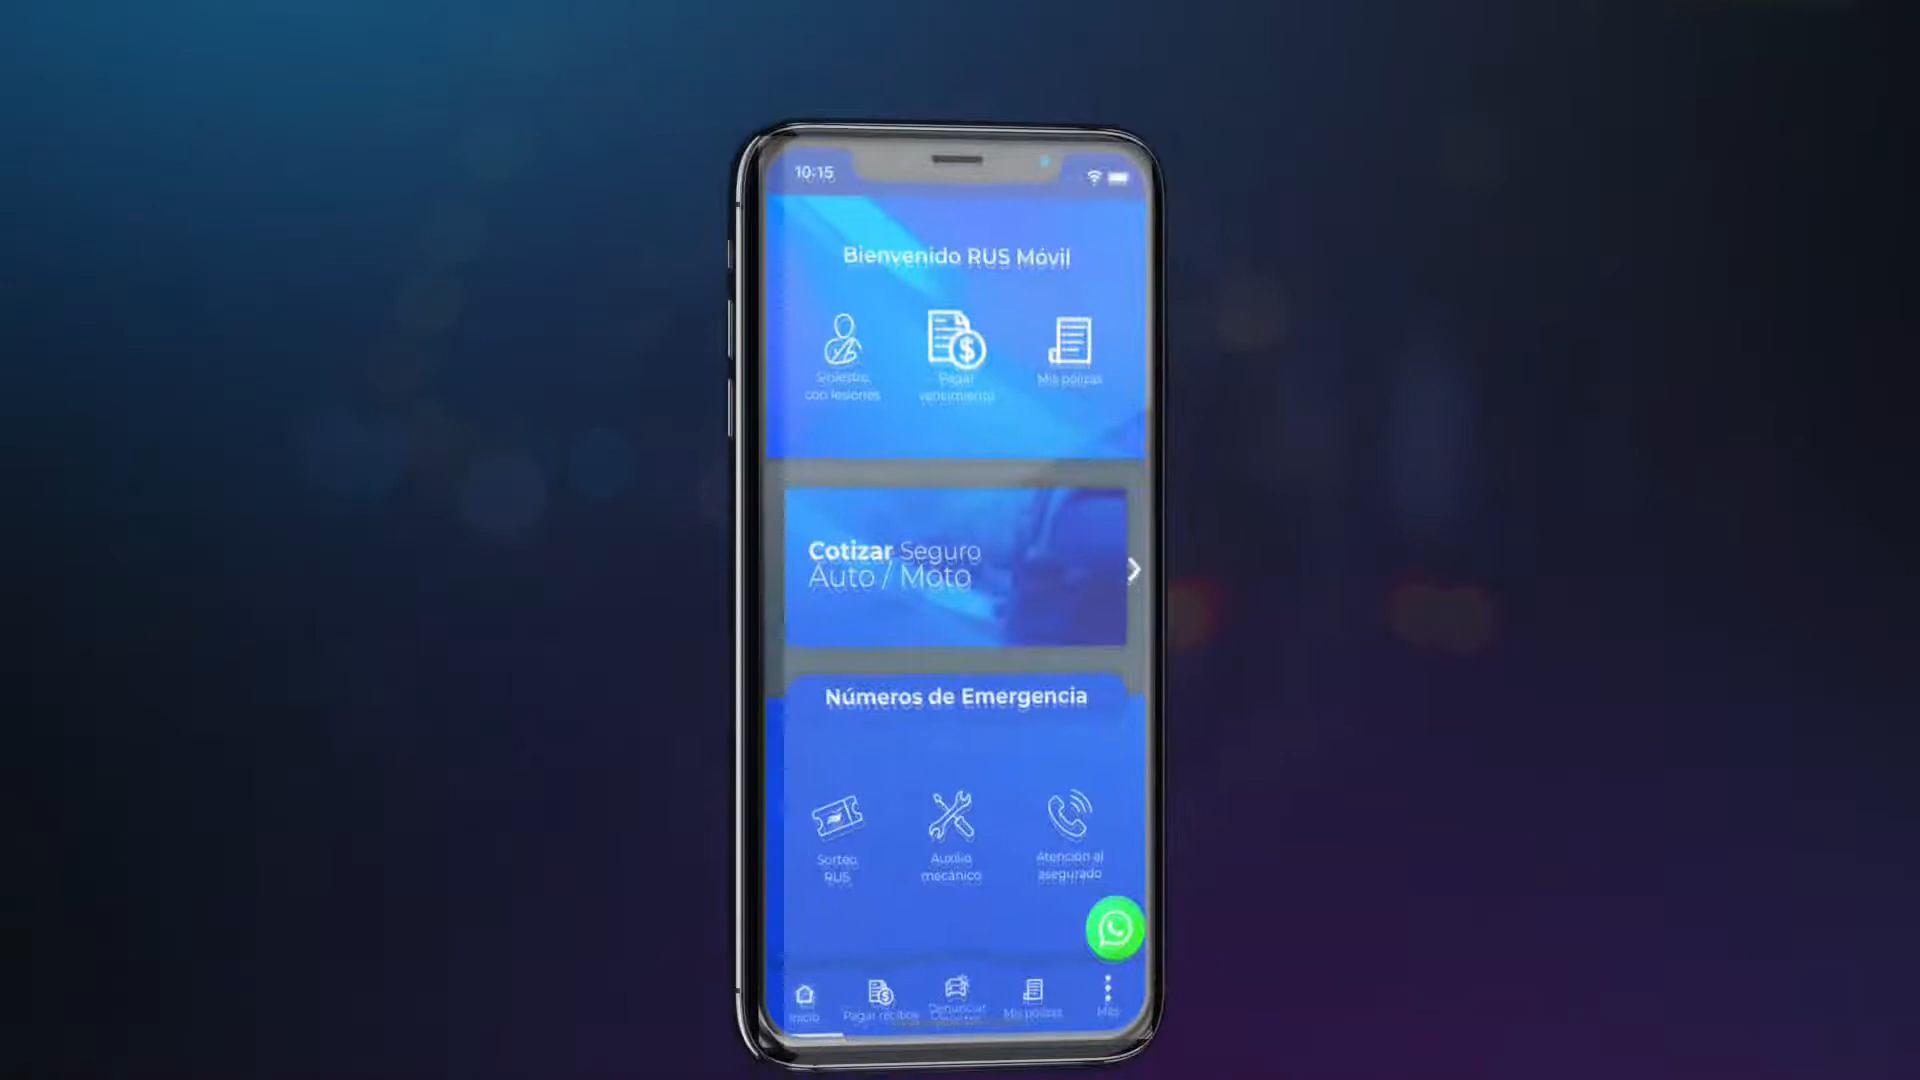 10:15
Bienvenido RUS Móvil
Siniestro
con lesiones
Pagar
vencimiento
Mis pólizas
Cotizar Seguro
Auto / Moto
Números de Emergencia
Sorteo
RUS
Auxilio
mecánico
Atención al
asegurado
Inicio
Pagar recibos
Denunciar
Mis pólizas
Más